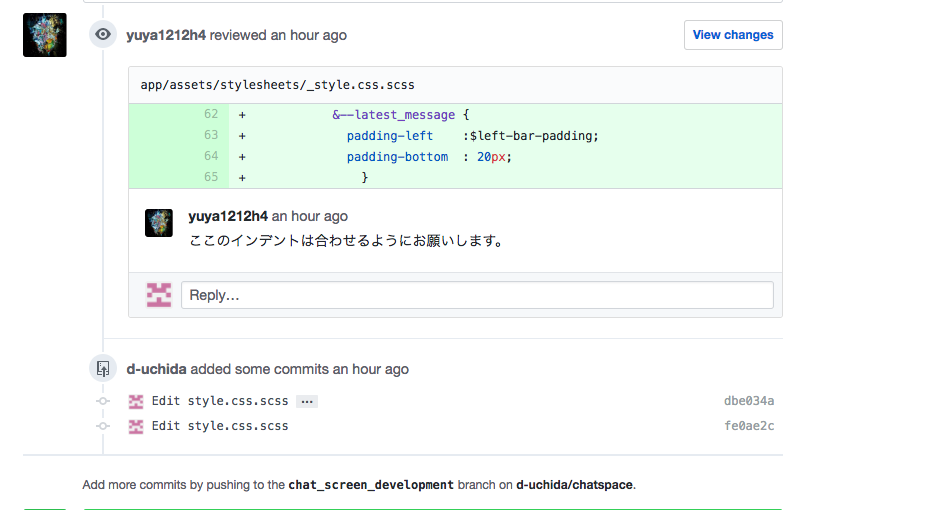 yuya1212h4 reviewed an hour ago
View changes
app/assets/stylesheets/_style.css.scss
62 + &--latest_message {
63 + padding-left :$left-bar-padding;
64 + padding-bottom : 20px;
65 + }
yuya1212h4 an hour ago
ここのインデントは合わせるようにお願いします。
Reply...
d-uchida added some commits an hour ago
Edit style.css.scss ... dbe034a
Edit style.css.scss fe0ae2c
Add more commits by pushing to the chat_screen_development branch on d-uchida/chatspace.